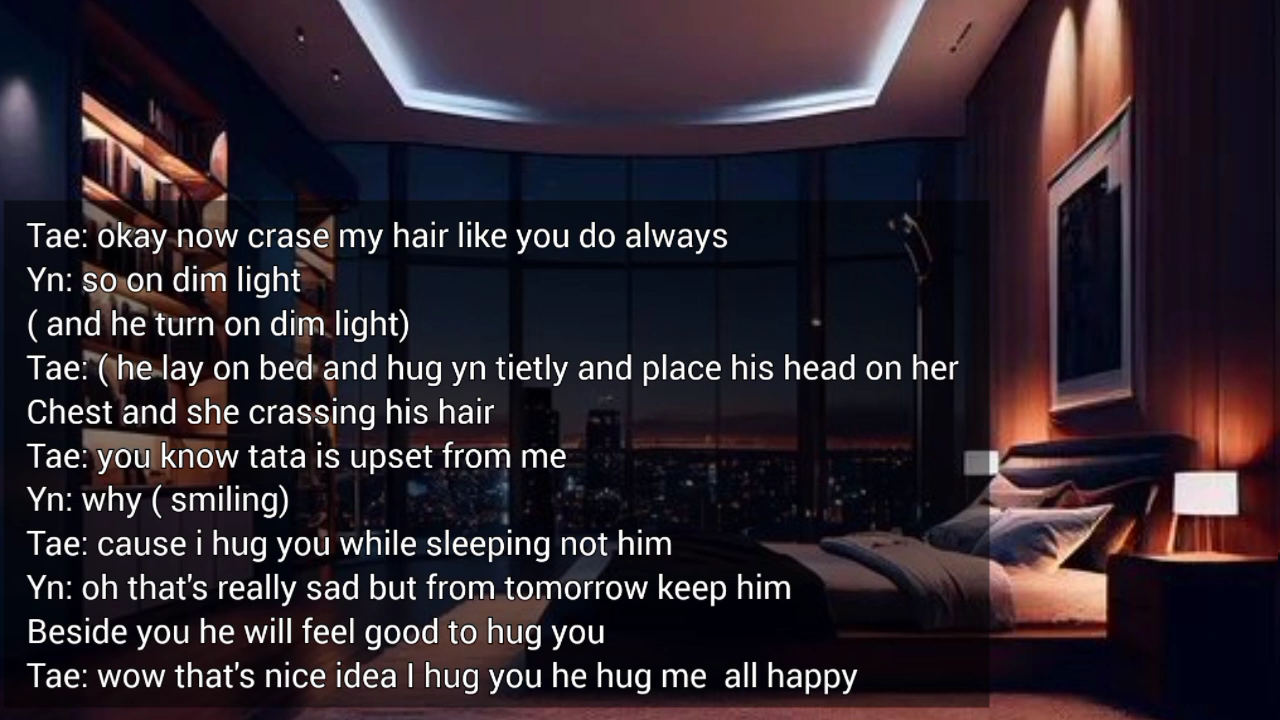 Tae: okay now crase my hair like you do always
Yn: so on dim light
( and he turn on dim light)
Tae: ( he lay on bed and hug yn tietly and place his head on her
Chest and she crassing his hair
Tae: you know tata is upset from me
Yn: why ( smiling)
Tae: cause i hug you while sleeping not him
Yn: oh that's really sad but from tomorrow keep him
Beside you he will feel good to hug you
Tae: wow that's nice idea I hug you he hug me  all happy